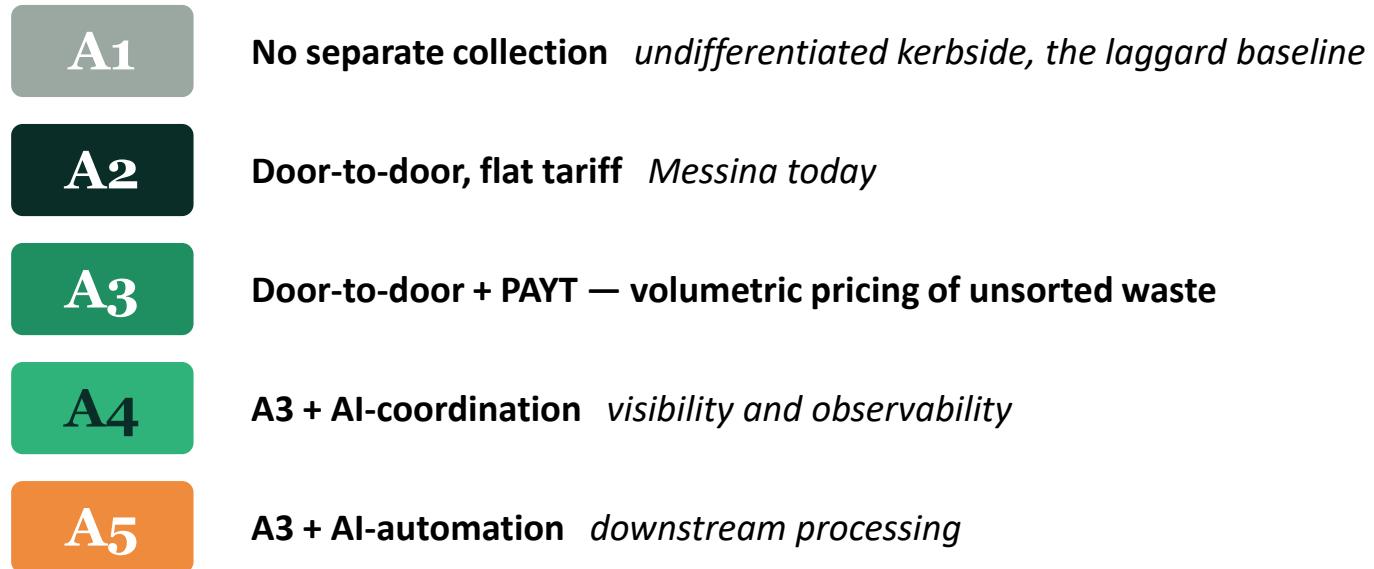 A1 No separate collection undifferentiated kerbside, the laggard baseline
A2 Door-to-door, flat tariff Messina today
A3 Door-to-door + PAYT — volumetric pricing of unsorted waste
A4 A3 + AI-coordination visibility and observability
A5 A3 + AI-automation downstream processing